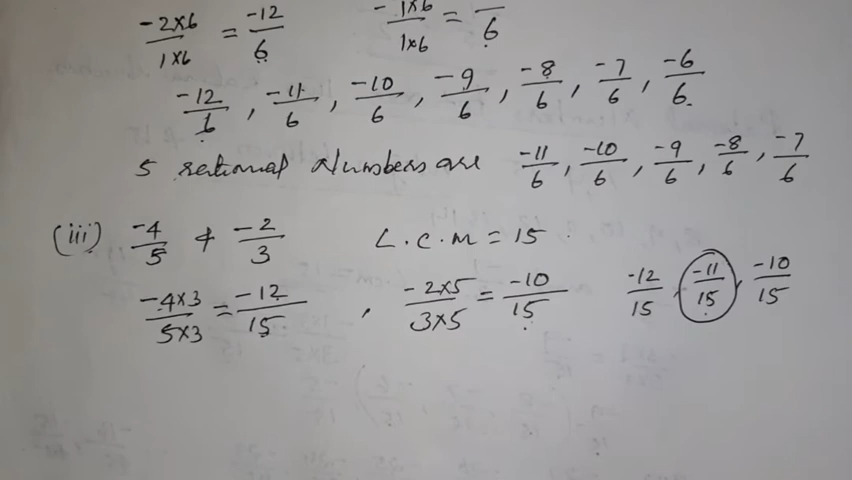 -2×6/1×6 = -12/6 -1×6/1×6 = /6
-12/6, -11/6, -10/6, -9/6, -8/6, -7/6, -6/6
5 rational Numbers are -11/6, -10/6, -9/6, -8/6, -7/6
(iii) -4/5 & -2/3 L.C.M = 15
-4×3/5×3 = -12/15, -2×5/3×5 = -10/15 -12/15, -11/15, -10/15